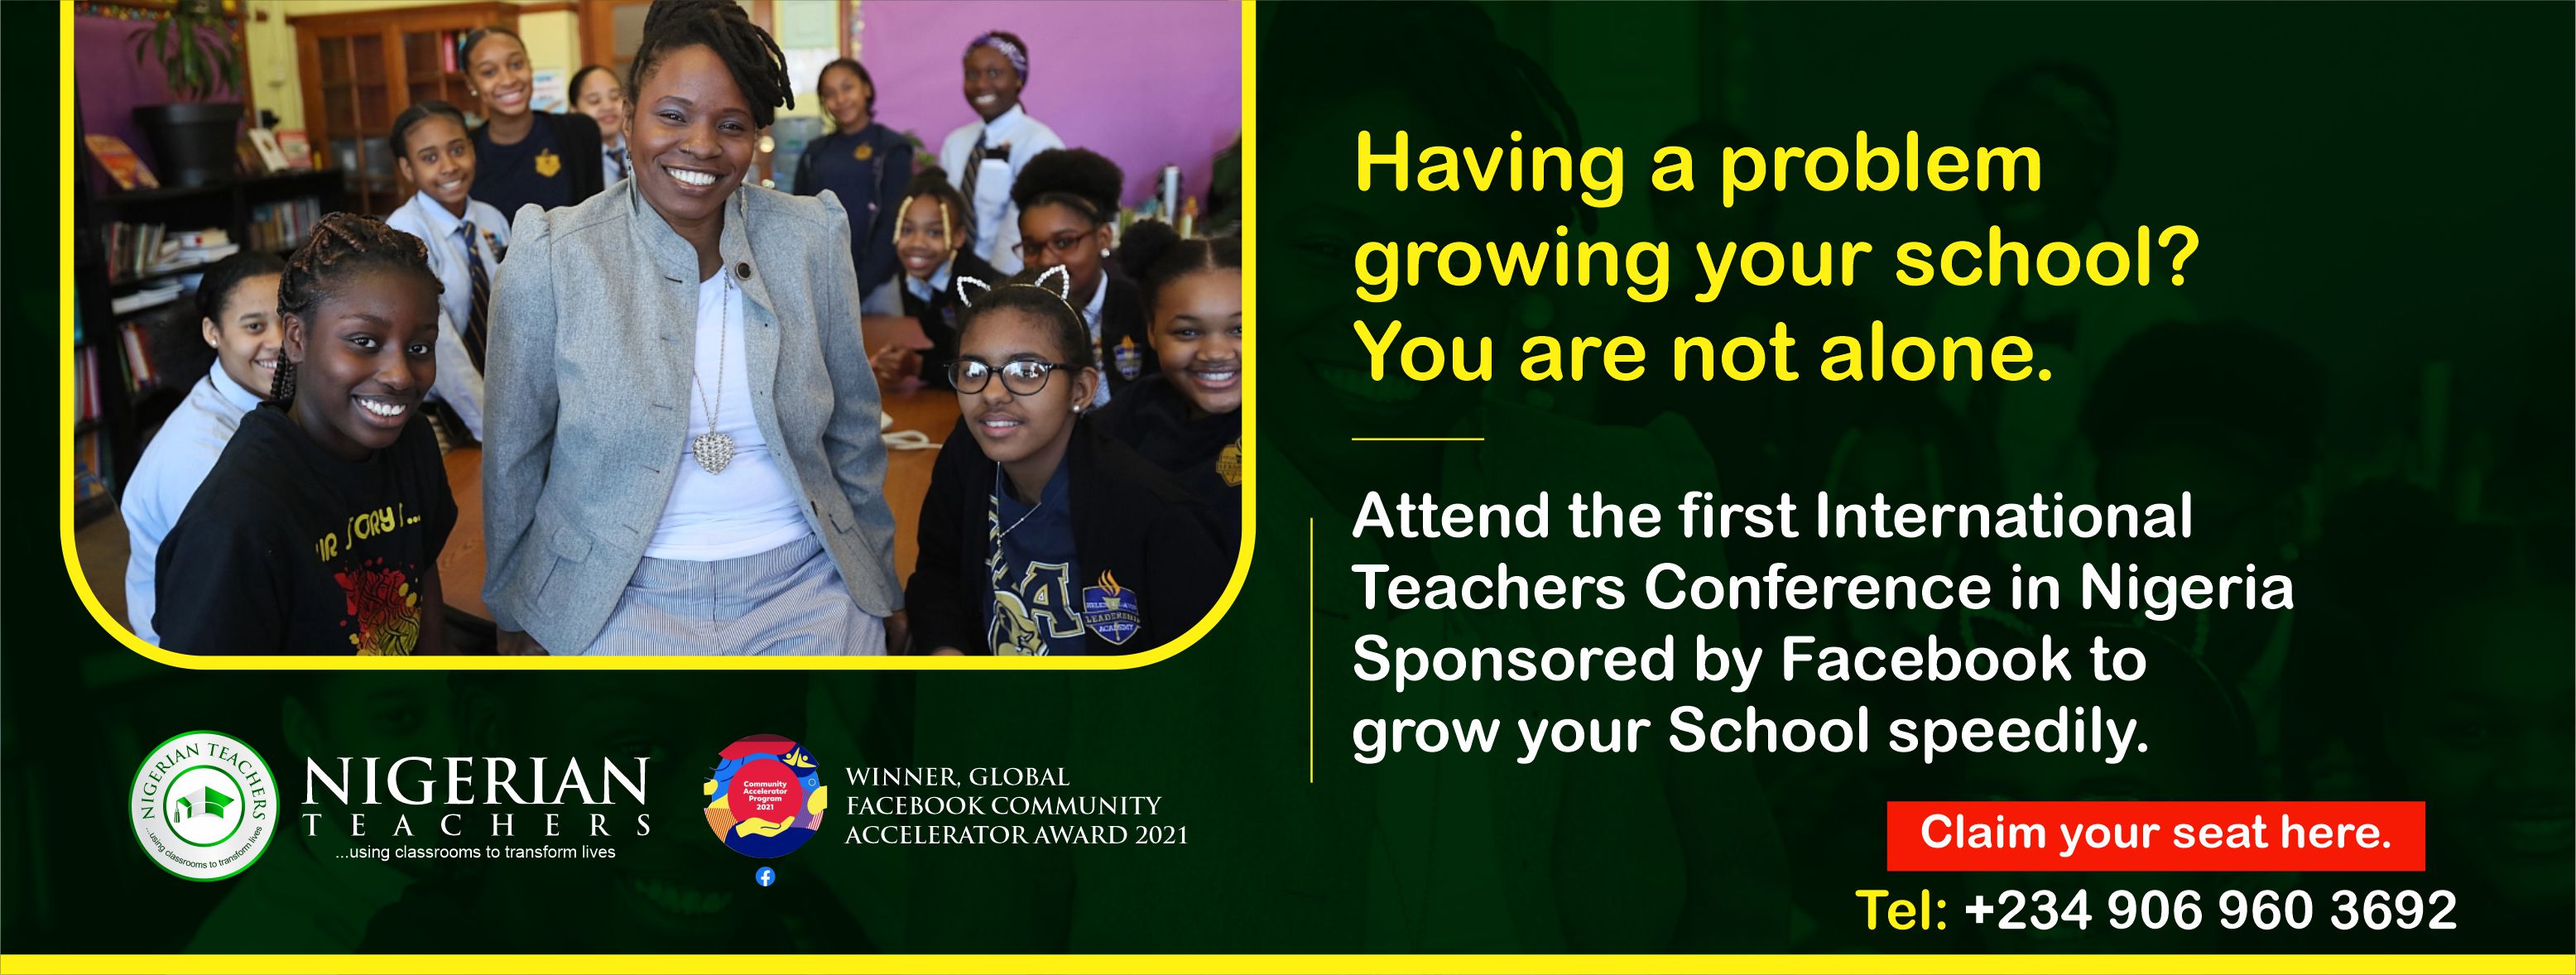 Having a problem
growing your school?
You are not alone.
Attend the first International
Teachers Conference in Nigeria
Sponsored by Facebook to
grow your School speedily.
Claim your seat here.
Tel: +234 906 960 3692
NIGERIAN TEACHERS
...using classrooms to transform lives
NIGERIAN
TEACHERS
...using classrooms to transform lives
Community
Accelerator
Program
2021
WINNER, GLOBAL
FACEBOOK COMMUNITY
ACCELERATOR AWARD 2021
LEADERSHIP
ACADEMY